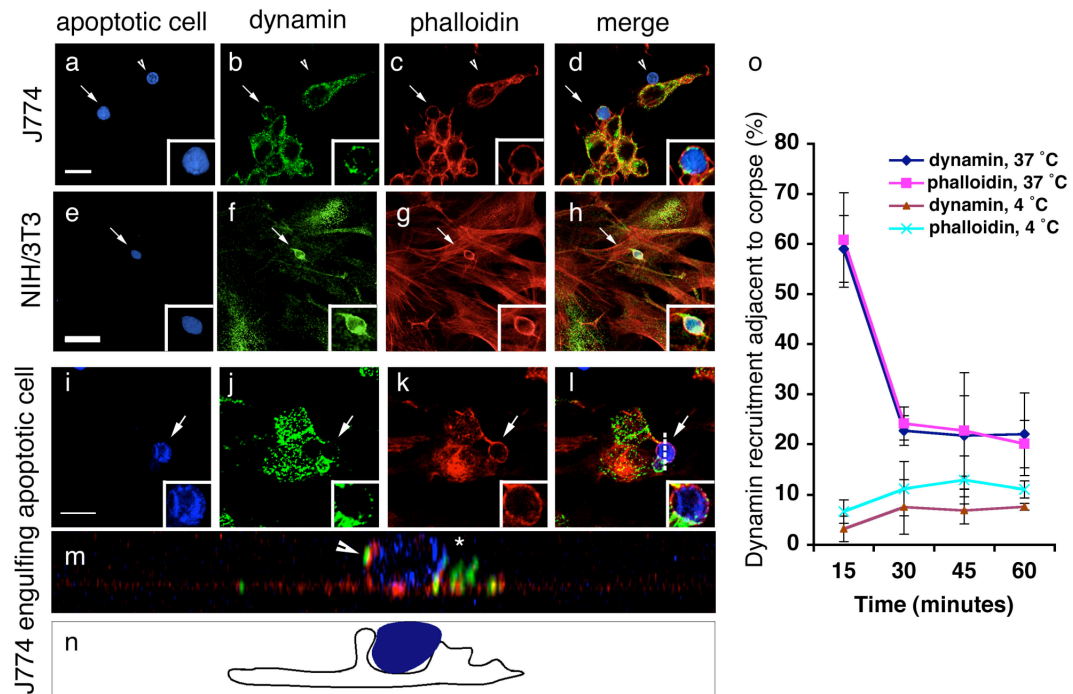 apoptotic cell dynamin phalloidin merge
J774
a b c d
NIH/3T3
e f g h
J774 engulfing apoptotic cell
i j k l
m *
n
o
Dynamin recruitment adjacent to corpse (%)
80
70
60
50
40
30
20
10
0
dynamin, 37 °C
phalloidin, 37 °C
dynamin, 4 °C
phalloidin, 4 °C
15 30 45 60
Time (minutes)